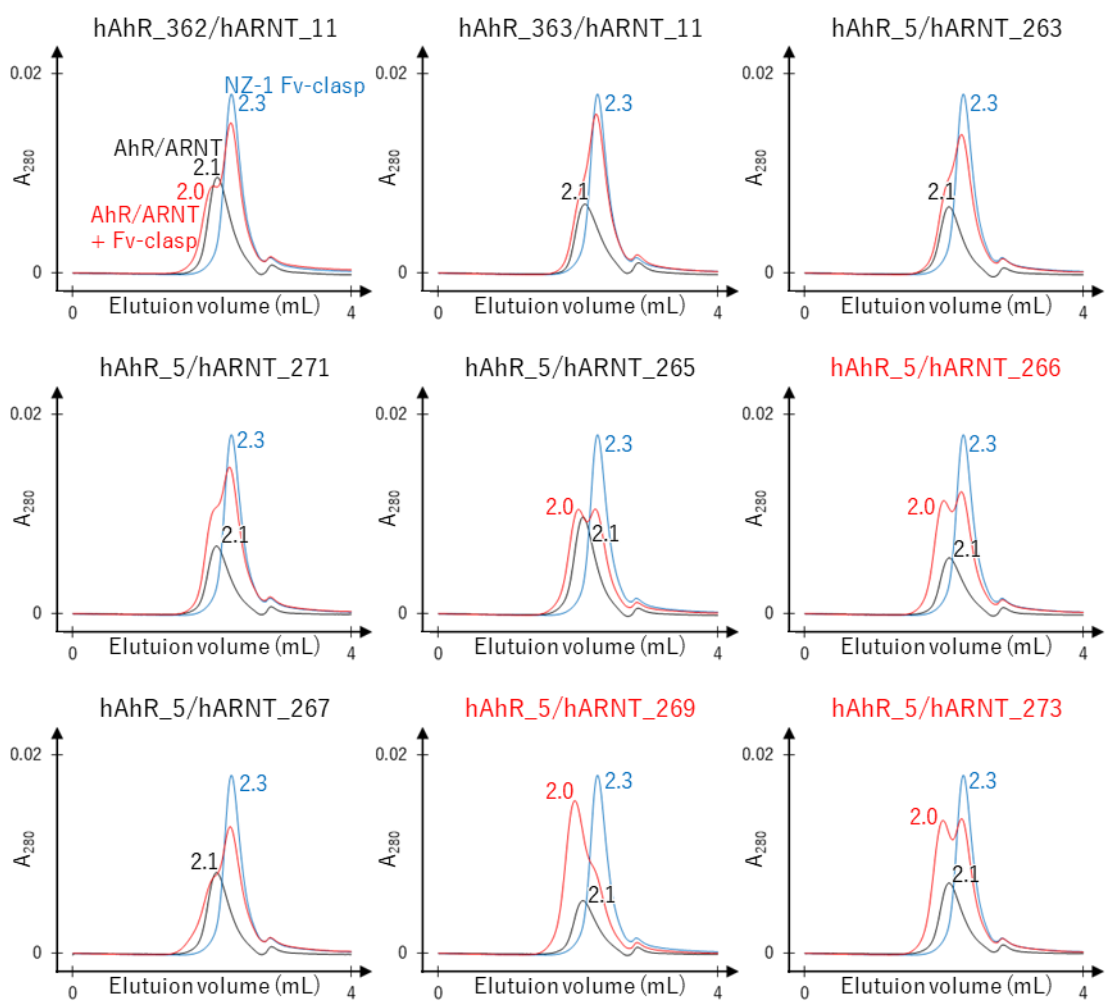 hAhR_362/hARNT_11
0.02
NZ-1 Fv-clasp
2.3
AhR/ARNT
2.1
2.0
AhR/ARNT
+ Fv-clasp
A280
0
0
Elutuion volume (mL)
4
hAhR_363/hARNT_11
0.02
2.3
2.1
A280
0
0
Elutuion volume (mL)
4
hAhR_5/hARNT_263
0.02
2.3
2.1
A280
0
0
Elutuion volume (mL)
4
hAhR_5/hARNT_271
0.02
2.3
2.1
A280
0
0
Elutuion volume (mL)
4
hAhR_5/hARNT_265
0.02
2.3
2.0
2.1
A280
0
0
Elutuion volume (mL)
4
hAhR_5/hARNT_266
0.02
2.3
2.0
2.1
A280
0
0
Elutuion volume (mL)
4
hAhR_5/hARNT_267
0.02
2.3
2.1
A280
0
0
Elutuion volume (mL)
4
hAhR_5/hARNT_269
0.02
2.0
2.3
2.1
A280
0
0
Elutuion volume (mL)
4
hAhR_5/hARNT_273
0.02
2.3
2.0
2.1
A280
0
0
Elutuion volume (mL)
4